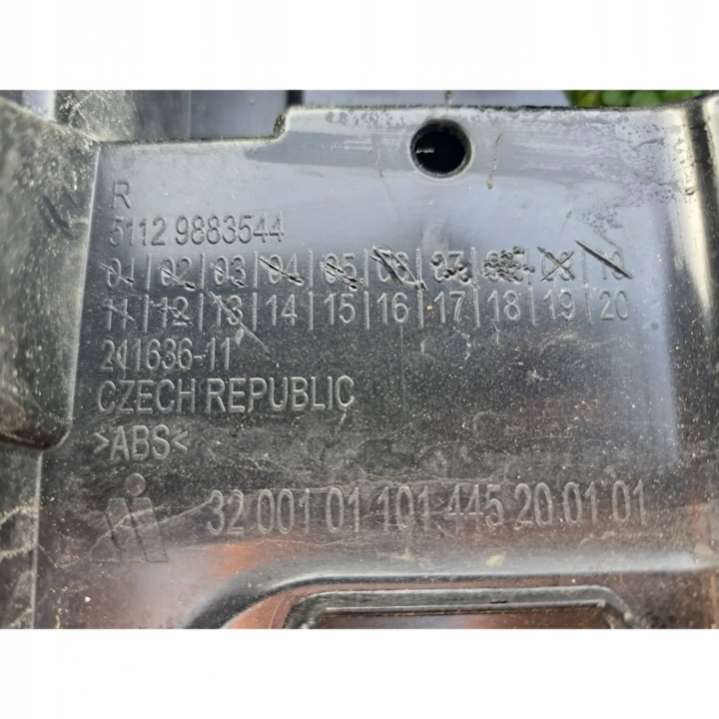 R
5112 9883544
01|02|03|04|05|06|07|08|09|10
11|12|13|14|15|16|17|18|19|20
241636-11
CZECH REPUBLIC
>ABS<
32 001 01 101 445 20 01 01